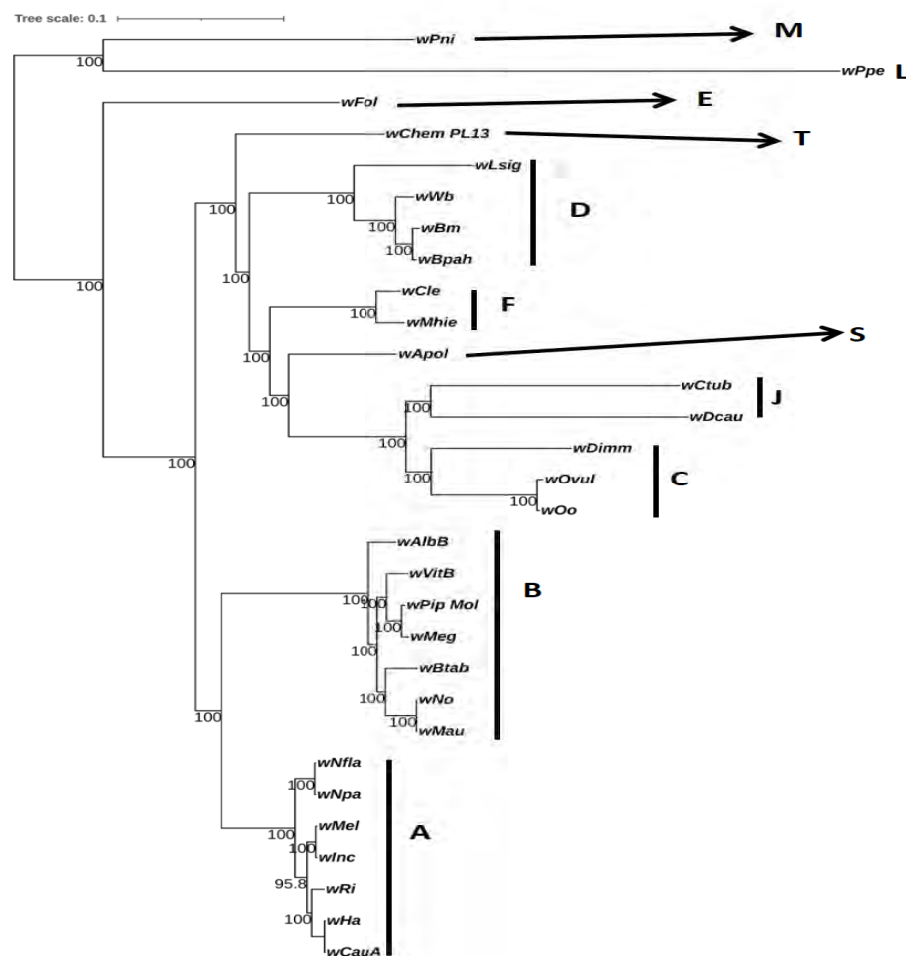 Tree scale: 0.1
wPni M
100
wPpe L
wFol E
wChem PL13 T
wLsig
100
100
wWb D
100
wBm
100
wBpah
100
100
wCle F
100
wMhie
100
wApol S
100
wCtub J
100
wDcau
100
wDimm
wOvul C
100
100
wOo
100
wAlbB
wVitB
100
100
wPip Mol B
100
wMeg
100
wBtab
100
wNo
100
100
wMau
wNfla
100
wNpa
wMel A
100
100
wInc
95.8
wRi
100
wHa
wCauA